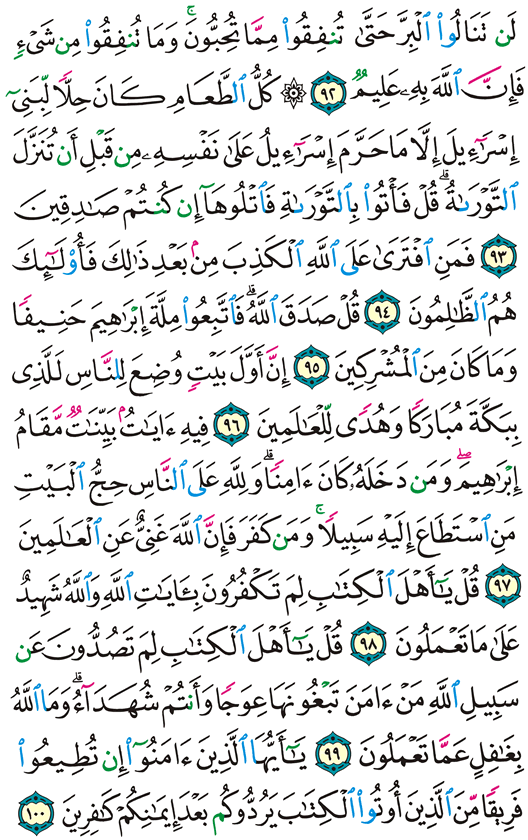 لَن تَنَالُوا۟ ٱلْبِرَّ حَتَّىٰ تُنفِقُوا۟ مِمَّا تُحِبُّونَ ۚ وَمَا تُنفِقُوا۟ مِن شَىْءٍ
فَإِنَّ ٱللَّهَ بِهِۦ عَلِيمٌ ٩٢ ۞ كُلُّ ٱلطَّعَامِ كَانَ حِلًّا لِّبَنِىٓ
إِسْرَٰٓءِيلَ إِلَّا مَا حَرَّمَ إِسْرَٰٓءِيلُ عَلَىٰ نَفْسِهِۦ مِن قَبْلِ أَن تُنَزَّلَ
ٱلتَّوْرَىٰةُ ۗ قُلْ فَأْتُوا۟ بِٱلتَّوْرَىٰةِ فَٱتْلُوهَآ إِن كُنتُمْ صَٰدِقِينَ
٩٣ فَمَنِ ٱفْتَرَىٰ عَلَى ٱللَّهِ ٱلْكَذِبَ مِنۢ بَعْدِ ذَٰلِكَ فَأُو۟لَٰٓئِكَ
هُمُ ٱلظَّٰلِمُونَ ٩٤ قُلْ صَدَقَ ٱللَّهُ ۗ فَٱتَّبِعُوا۟ مِلَّةَ إِبْرَٰهِيمَ حَنِيفًا
وَمَا كَانَ مِنَ ٱلْمُشْرِكِينَ ٩٥ إِنَّ أَوَّلَ بَيْتٍ وُضِعَ لِلنَّاسِ لَلَّذِى
بِبَكَّةَ مُبَارَكًا وَهُدًى لِّلْعَٰلَمِينَ ٩٦ فِيهِ ءَايَٰتٌۢ بَيِّنَٰتٌ مَّقَامُ
إِبْرَٰهِيمَ ۖ وَمَن دَخَلَهُۥ كَانَ ءَامِنًا ۗ وَلِلَّهِ عَلَى ٱلنَّاسِ حِجُّ ٱلْبَيْتِ
مَنِ ٱسْتَطَاعَ إِلَيْهِ سَبِيلًا ۚ وَمَن كَفَرَ فَإِنَّ ٱللَّهَ غَنِىٌّ عَنِ ٱلْعَٰلَمِينَ
٩٧ قُلْ يَٰٓأَهْلَ ٱلْكِتَٰبِ لِمَ تَكْفُرُونَ بِـَٔايَٰتِ ٱللَّهِ وَٱللَّهُ شَهِيدٌ
عَلَىٰ مَا تَعْمَلُونَ ٩٨ قُلْ يَٰٓأَهْلَ ٱلْكِتَٰبِ لِمَ تَصُدُّونَ عَن
سَبِيلِ ٱللَّهِ مَنْ ءَامَنَ تَبْغُونَهَا عِوَجًا وَأَنتُمْ شُهَدَآءُ ۗ وَمَا ٱللَّهُ
بِغَٰفِلٍ عَمَّا تَعْمَلُونَ ٩٩ يَٰٓأَيُّهَا ٱلَّذِينَ ءَامَنُوٓا۟ إِن تُطِيعُوا۟
فَرِيقًا مِّنَ ٱلَّذِينَ أُوتُوا۟ ٱلْكِتَٰبَ يَرُدُّوكُم بَعْدَ إِيمَٰنِكُمْ كَٰفِرِينَ ١٠٠